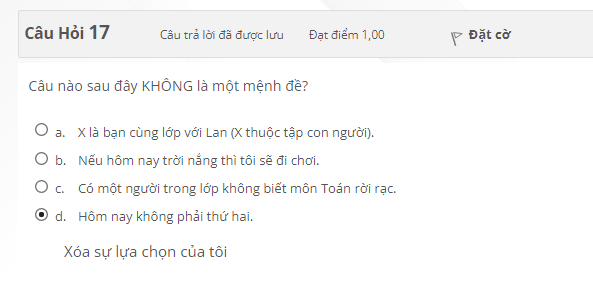 Câu Hỏi 17 Câu trả lời đã được lưu Đạt điểm 1,00 Đặt cờ
Câu nào sau đây KHÔNG là một mệnh đề?
a. X là bạn cùng lớp với Lan (X thuộc tập con người).
b. Nếu hôm nay trời nắng thì tôi sẽ đi chơi.
c. Có một người trong lớp không biết môn Toán rời rạc.
d. Hôm nay không phải thứ hai.
Xóa sự lựa chọn của tôi